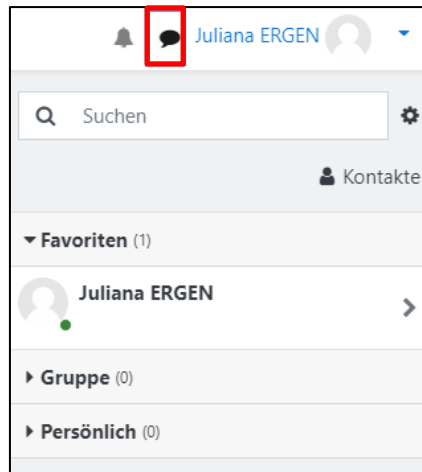 Juliana ERGEN
Suchen
Kontakte
Favoriten (1)
Juliana ERGEN
Gruppe (0)
Persönlich (0)